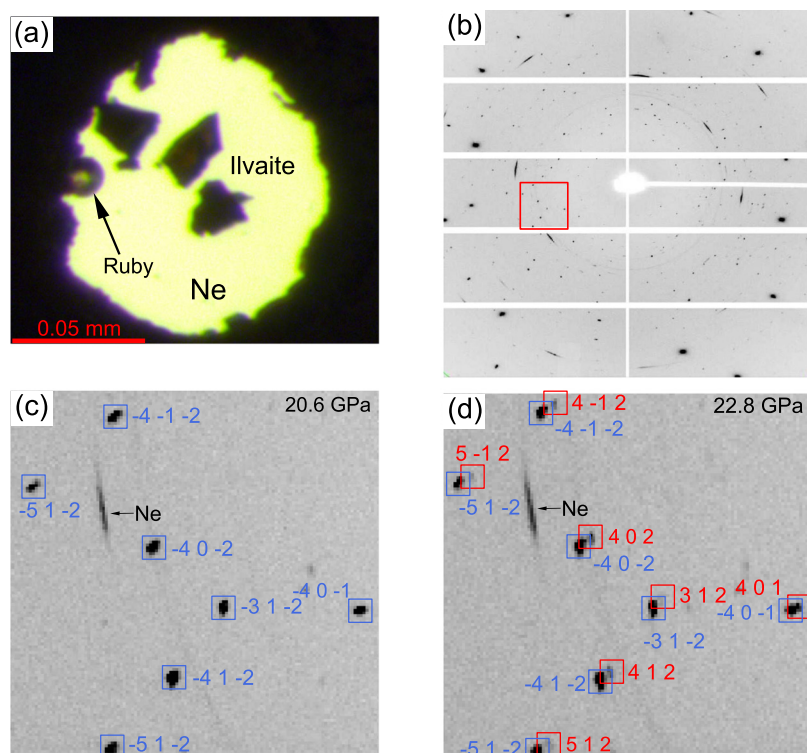 (a)
Ilvaite
Ruby
Ne
0.05 mm
(b)
(c)
20.6 GPa
-4 -1 -2
-5 1 -2
Ne
-4 0 -2
-4 0 -1
-3 1 -2
-4 1 -2
-5 1 -2
(d)
22.8 GPa
4 -1 2
-4 -1 -2
5 -1 2
-5 1 -2
Ne
4 0 2
-4 0 -2
3 1 2
4 0 1
-4 0 -1
-3 1 -2
4 1 2
-4 1 -2
-5 1 -2
5 1 2